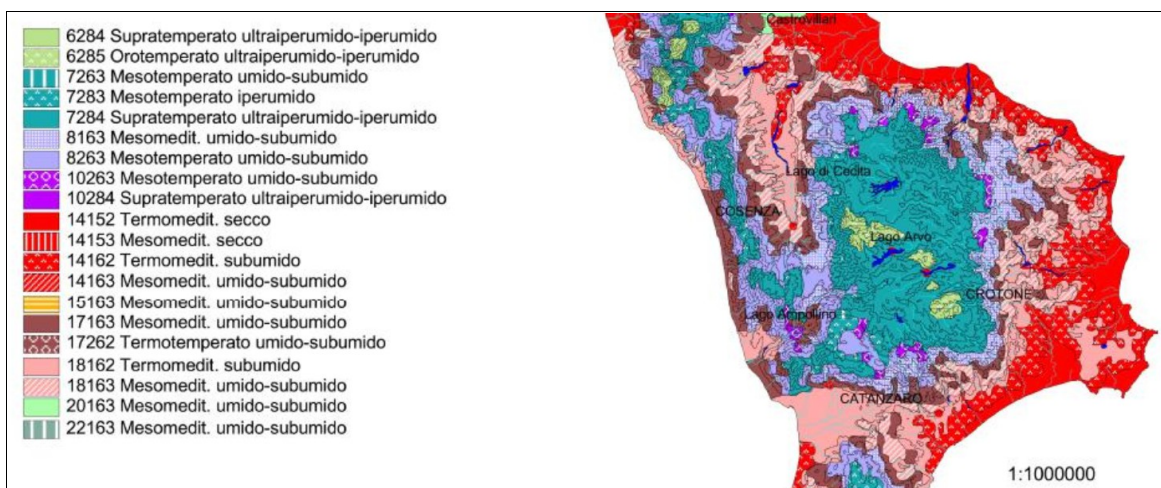 6284 Supratemperato ultraiperumido-iperumido
6285 Orotemperato ultraiperumido-iperumido
7263 Mesotemperato umido-subumido
7283 Mesotemperato iperumido
7284 Supratemperato ultraiperumido-iperumido
8163 Mesomedit. umido-subumido
8263 Mesotemperato umido-subumido
10263 Mesotemperato umido-subumido
10284 Supratemperato ultraiperumido-iperumido
14152 Termomedit. secco
14153 Mesomedit. secco
14162 Termomedit. subumido
14163 Mesomedit. umido-subumido
15163 Mesomedit. umido-subumido
17163 Mesomedit. umido-subumido
17262 Termotemperato umido-subumido
18162 Termomedit. subumido
18163 Mesomedit. umido-subumido
20163 Mesomedit. umido-subumido
22163 Mesomedit. umido-subumido
Castrovillari
Lago di Cecita
COSENZA
Lago Arvo
CROTONE
Lago Ampollino
CATANZARO
1:1000000